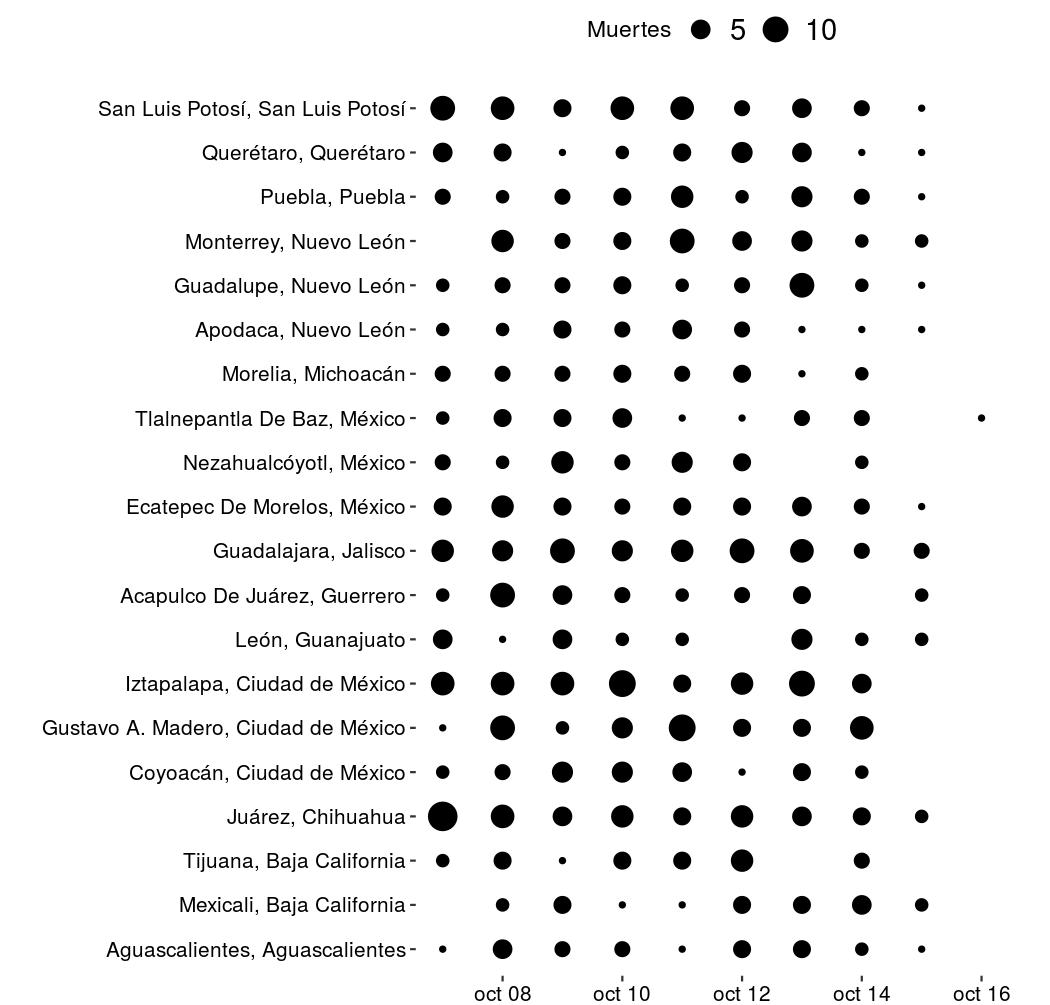 Muertes 5 10
San Luis Potosí, San Luis Potosí
Querétaro, Querétaro
Puebla, Puebla
Monterrey, Nuevo León
Guadalupe, Nuevo León
Apodaca, Nuevo León
Morelia, Michoacán
Tlalnepantla De Baz, México
Nezahualcóyotl, México
Ecatepec De Morelos, México
Guadalajara, Jalisco
Acapulco De Juárez, Guerrero
León, Guanajuato
Iztapalapa, Ciudad de México
Gustavo A. Madero, Ciudad de México
Coyoacán, Ciudad de México
Juárez, Chihuahua
Tijuana, Baja California
Mexicali, Baja California
Aguascalientes, Aguascalientes
oct 08 oct 10 oct 12 oct 14 oct 16